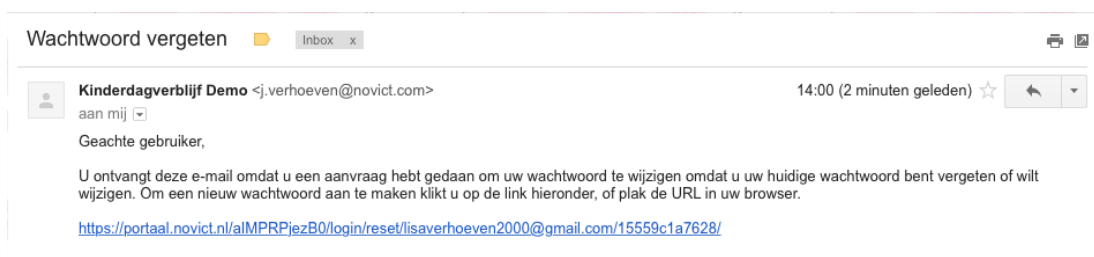 Wachtwoord vergeten Inbox x
Kinderdagverblijf Demo <j.verhoeven@novict.com> 14:00 (2 minuten geleden)
aan mij
Geachte gebruiker,
U ontvangt deze e-mail omdat u een aanvraag hebt gedaan om uw wachtwoord te wijzigen omdat u uw huidige wachtwoord bent vergeten of wilt
wijzigen. Om een nieuw wachtwoord aan te maken klikt u op de link hieronder, of plak de URL in uw browser.
https://portaal.novict.nl/aIMPRPjezB0/login/reset/lisaverhoeven2000@gmail.com/15559c1a7628/